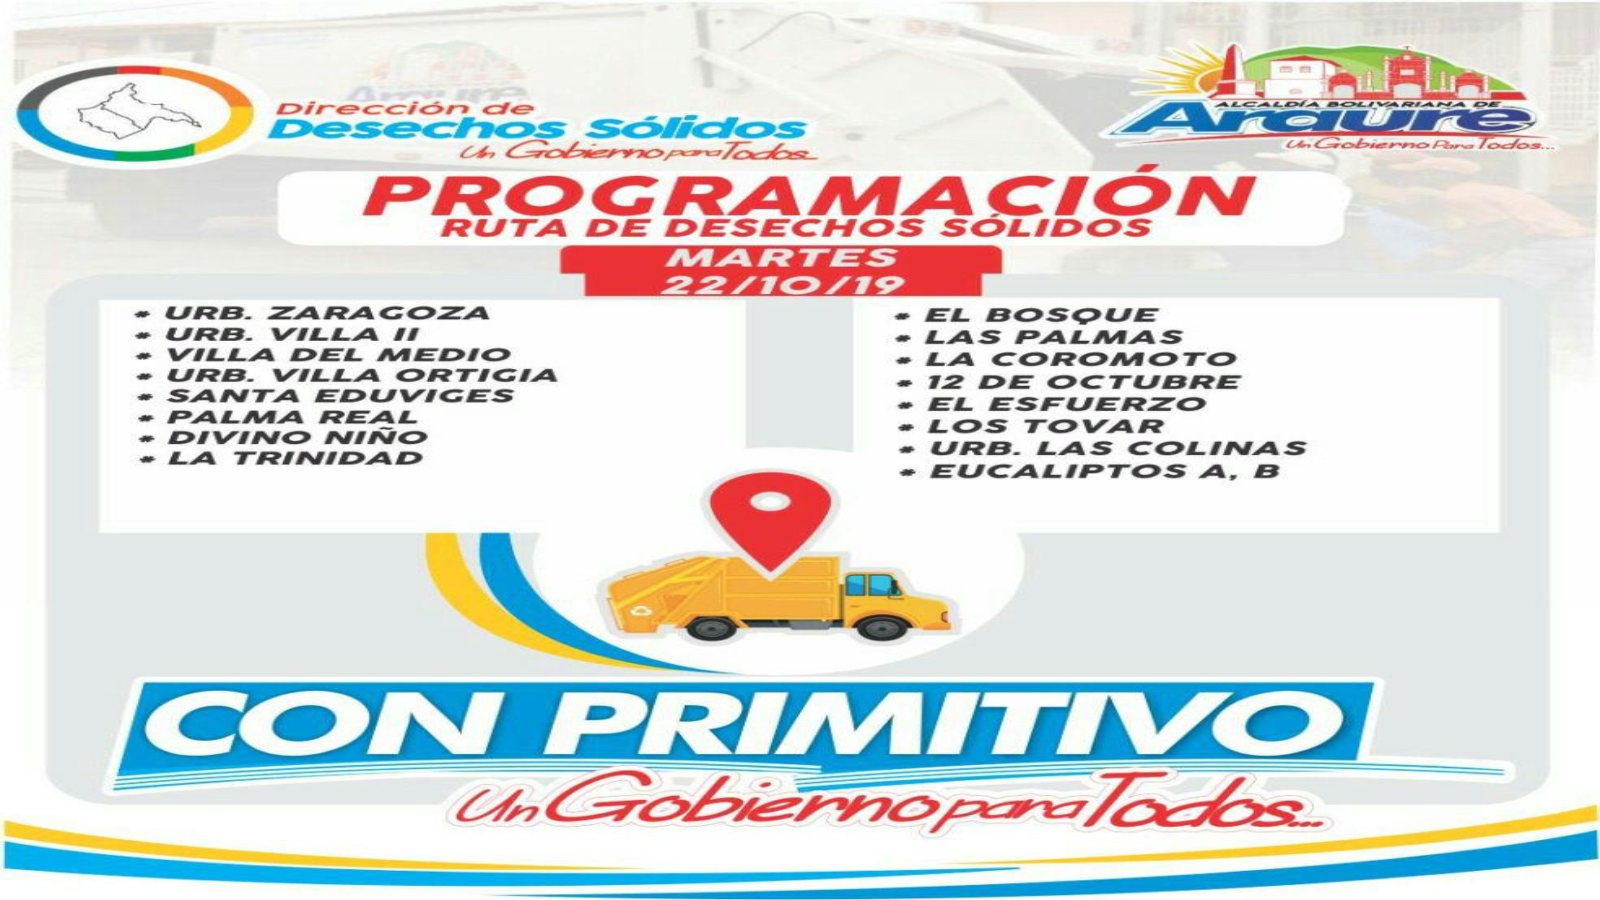 Dirección de
Desechos Sólidos
Un Gobierno para Todos...
ALCALDÍA BOLIVARIANA DE
Araure
Un Gobierno Para Todos...
PROGRAMACIÓN
RUTA DE DESECHOS SÓLIDOS
MARTES
22/10/19
* URB. ZARAGOZA
* URB. VILLA II
* VILLA DEL MEDIO
* URB. VILLA ORTIGIA
* SANTA EDUVIGES
* PALMA REAL
* DIVINO NIÑO
* LA TRINIDAD
* EL BOSQUE
* LAS PALMAS
* LA COROMOTO
* 12 DE OCTUBRE
* EL ESFUERZO
* LOS TOVAR
* URB. LAS COLINAS
* EUCALIPTOS A, B
CON PRIMITIVO
Un Gobierno para Todos...